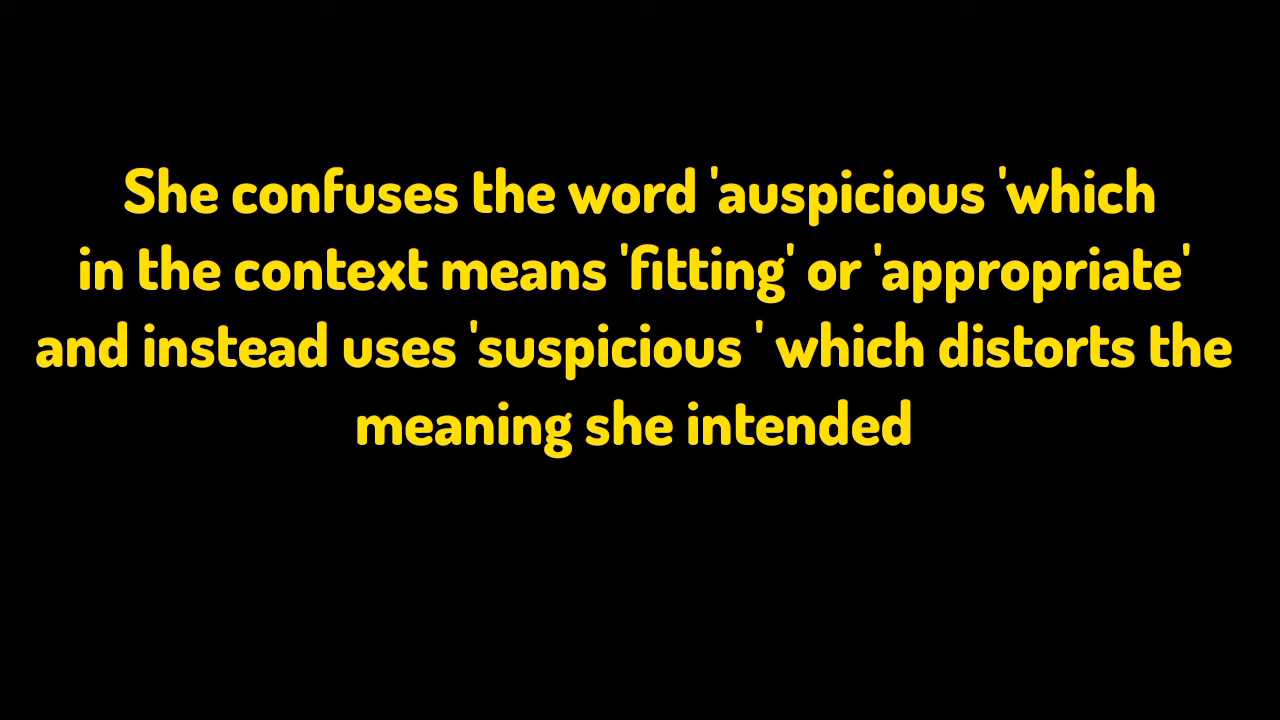 She confuses the word 'auspicious 'which
in the context means 'fitting' or 'appropriate'
and instead uses 'suspicious ' which distorts the
meaning she intended